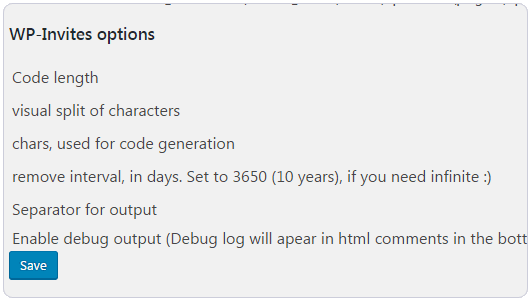 WP-Invites options
Code length
visual split of characters
chars, used for code generation
remove interval, in days. Set to 3650 (10 years), if you need infinite :)
Separator for output
Enable debug output (Debug log will apear in html comments in the bott
Save